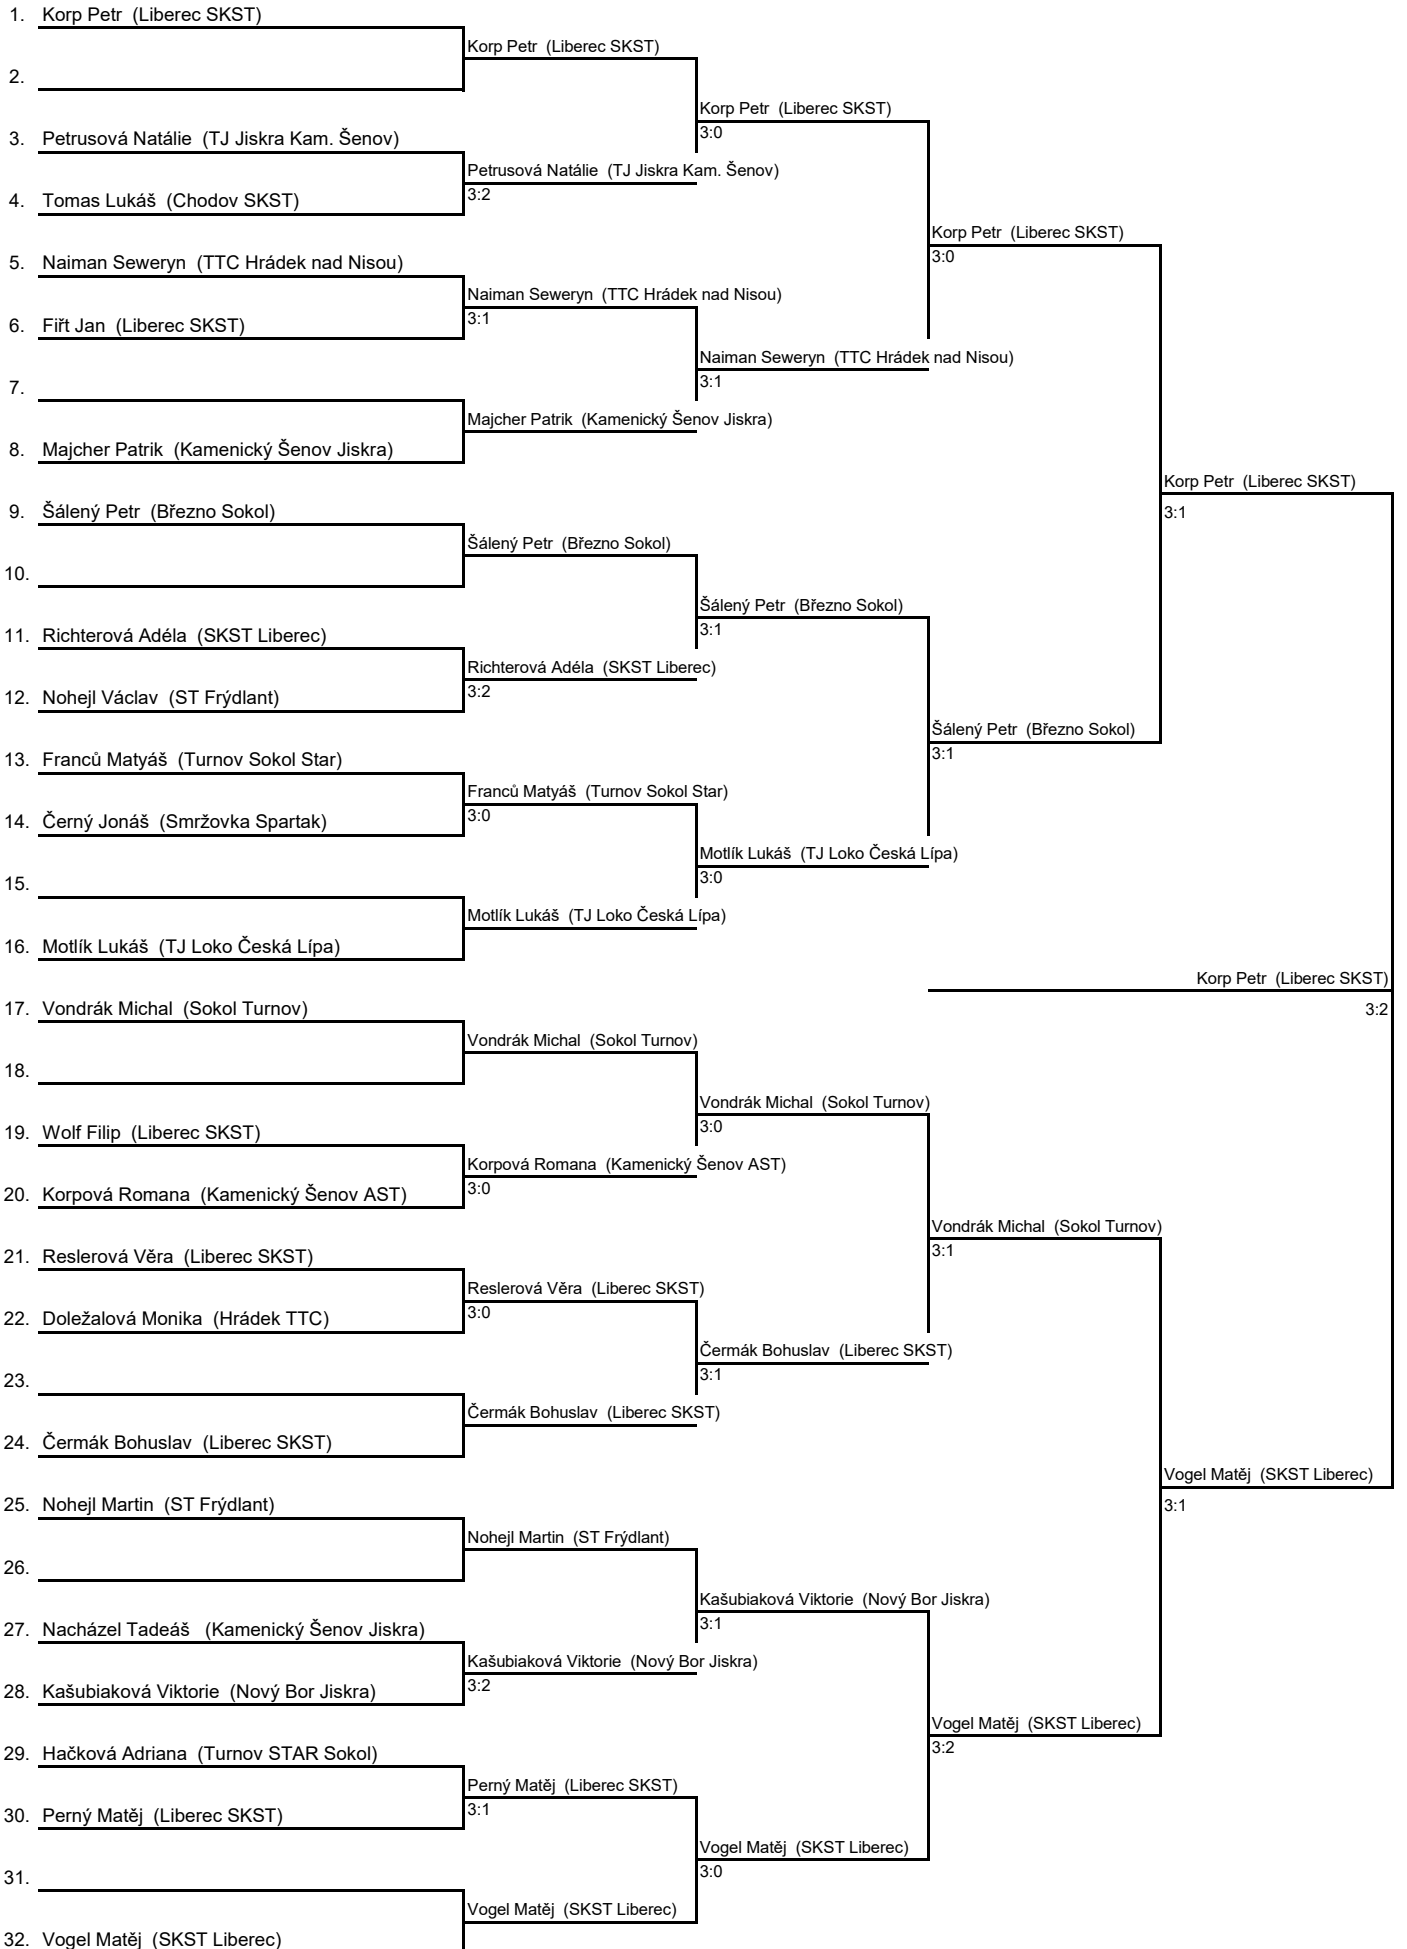 1. Korp Petr (Liberec SKST)
Korp Petr (Liberec SKST)
2.
Korp Petr (Liberec SKST)
3:0
3. Petrusová Natálie (TJ Jiskra Kam. Šenov)
Petrusová Natálie (TJ Jiskra Kam. Šenov)
3:2
4. Tomas Lukáš (Chodov SKST)
Korp Petr (Liberec SKST)
3:0
5. Naiman Seweryn (TTC Hrádek nad Nisou)
Naiman Seweryn (TTC Hrádek nad Nisou)
3:1
6. Fiřt Jan (Liberec SKST)
Naiman Seweryn (TTC Hrádek nad Nisou)
3:1
7.
Majcher Patrik (Kamenický Šenov Jiskra)
8. Majcher Patrik (Kamenický Šenov Jiskra)
Korp Petr (Liberec SKST)
3:1
9. Šálený Petr (Březno Sokol)
Šálený Petr (Březno Sokol)
10.
Šálený Petr (Březno Sokol)
3:1
11. Richterová Adéla (SKST Liberec)
Richterová Adéla (SKST Liberec)
3:2
12. Nohejl Václav (ST Frýdlant)
Šálený Petr (Březno Sokol)
3:1
13. Franců Matyáš (Turnov Sokol Star)
Franců Matyáš (Turnov Sokol Star)
3:0
14. Černý Jonáš (Smržovka Spartak)
Motlík Lukáš (TJ Loko Česká Lípa)
3:0
15.
Motlík Lukáš (TJ Loko Česká Lípa)
16. Motlík Lukáš (TJ Loko Česká Lípa)
Korp Petr (Liberec SKST)
3:2
17. Vondrák Michal (Sokol Turnov)
Vondrák Michal (Sokol Turnov)
18.
Vondrák Michal (Sokol Turnov)
3:0
19. Wolf Filip (Liberec SKST)
Korpová Romana (Kamenický Šenov AST)
3:0
20. Korpová Romana (Kamenický Šenov AST)
Vondrák Michal (Sokol Turnov)
3:1
21. Reslerová Věra (Liberec SKST)
Reslerová Věra (Liberec SKST)
3:0
22. Doležalová Monika (Hrádek TTC)
Čermák Bohuslav (Liberec SKST)
3:1
23.
Čermák Bohuslav (Liberec SKST)
24. Čermák Bohuslav (Liberec SKST)
Vogel Matěj (SKST Liberec)
3:1
25. Nohejl Martin (ST Frýdlant)
Nohejl Martin (ST Frýdlant)
26.
Kašubiaková Viktorie (Nový Bor Jiskra)
3:1
27. Nacházel Tadeáš (Kamenický Šenov Jiskra)
Kašubiaková Viktorie (Nový Bor Jiskra)
3:2
28. Kašubiaková Viktorie (Nový Bor Jiskra)
Vogel Matěj (SKST Liberec)
3:2
29. Hačková Adriana (Turnov STAR Sokol)
Perný Matěj (Liberec SKST)
3:1
30. Perný Matěj (Liberec SKST)
Vogel Matěj (SKST Liberec)
3:0
31.
Vogel Matěj (SKST Liberec)
32. Vogel Matěj (SKST Liberec)